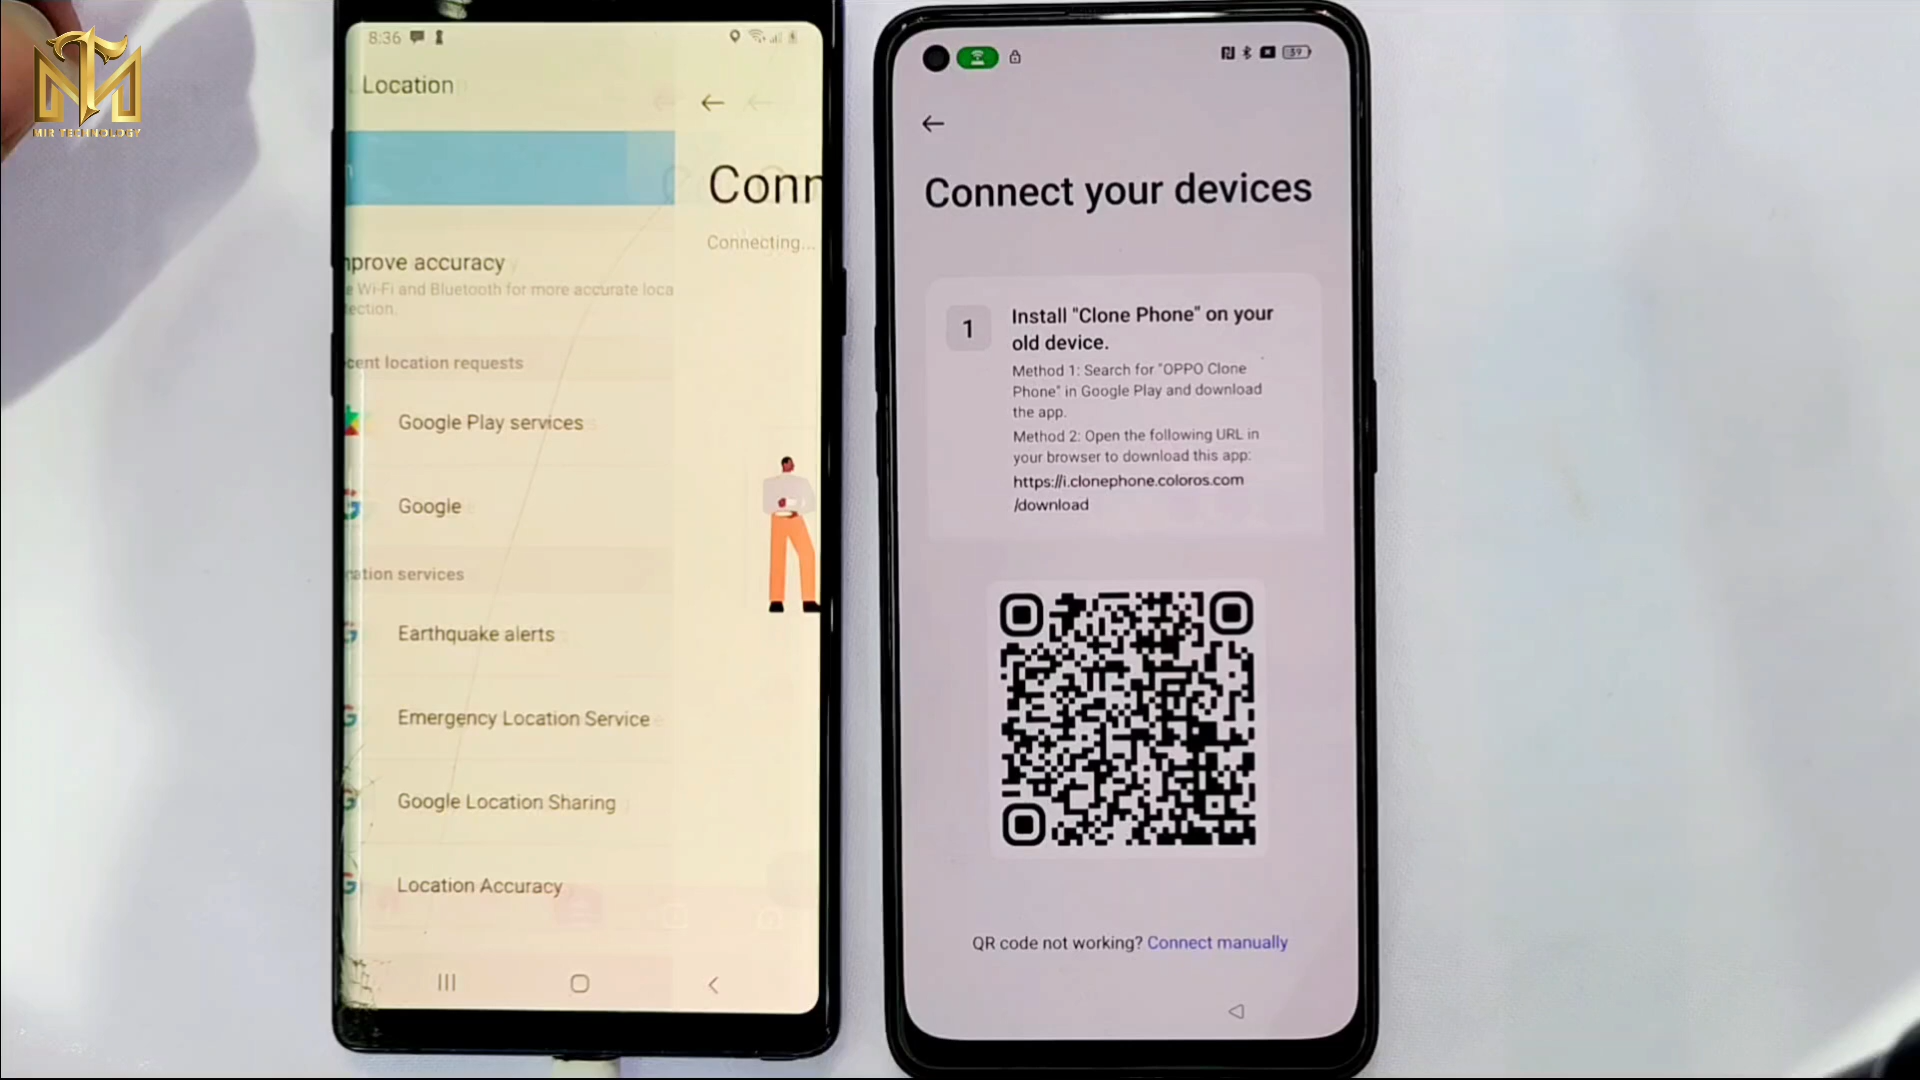 MIR TECHNOLOGY
8:36
Location
Conn
Connecting...
prove accuracy
Wi-Fi and Bluetooth for more accurate loca
ection.
cent location requests
Google Play services
Google
ation services
Earthquake alerts
Emergency Location Service
Google Location Sharing
Location Accuracy
59
Connect your devices
1
Install "Clone Phone" on your
old device.
Method 1: Search for "OPPO Clone
Phone" in Google Play and download
the app.
Method 2: Open the following URL in
your browser to download this app:
https://i.clonephone.coloros.com
/download
QR code not working? Connect manually